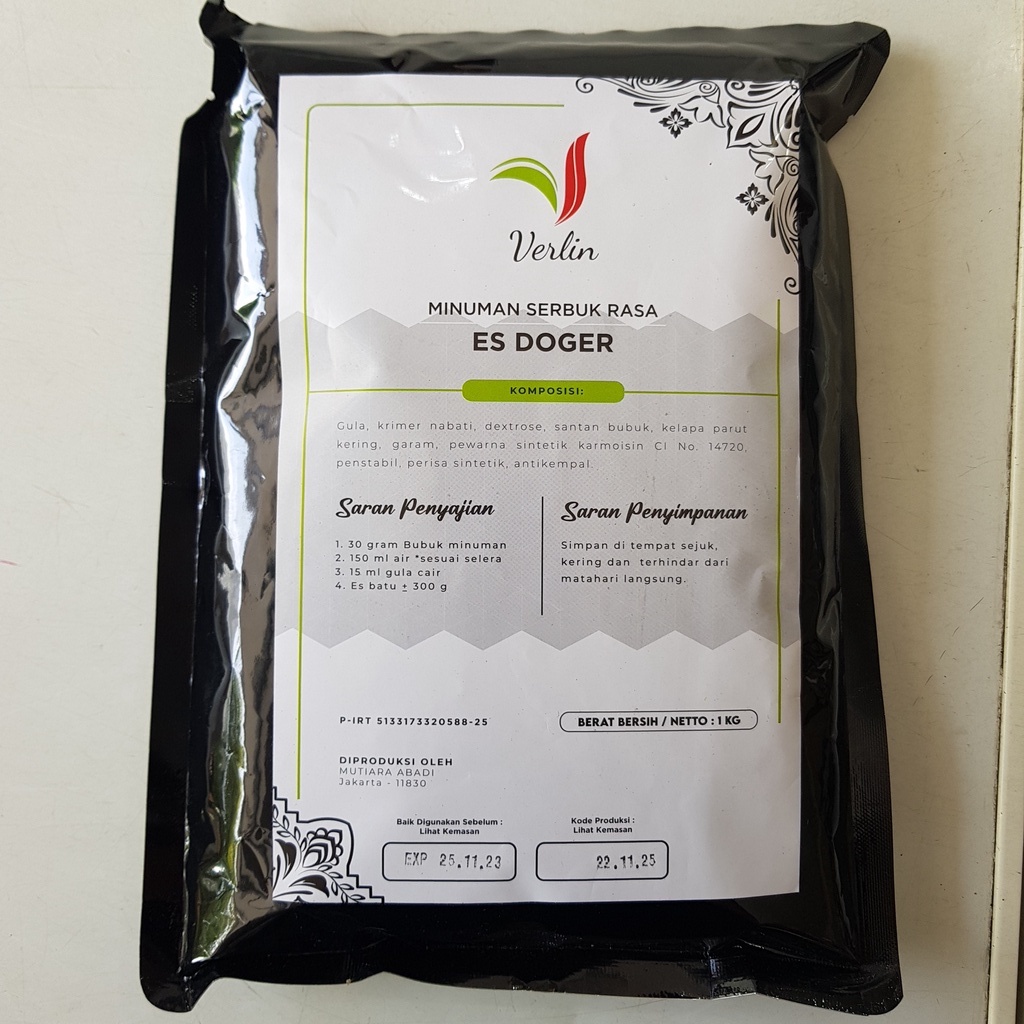 Verlin
MINUMAN SERBUK RASA
ES DOGER
KOMPOSISI:
Gula, krimer nabati, dextrose, santan bubuk, kelapa parut
kering, garam, pewarna sintetik karmoisin CI No. 14720,
penstabil, perisa sintetik, antikempal.
Saran Penyajian
1. 30 gram Bubuk minuman
2. 150 ml air *sesuai selera
3. 15 ml gula cair
4. Es batu ± 300 g
Saran Penyimpanan
Simpan di tempat sejuk,
kering dan terhindar dari
matahari langsung.
P-IRT 5133173320588-25
BERAT BERSIH / NETTO : 1 KG
DIPRODUKSI OLEH
MUTIARA ABADI
Jakarta - 11830
Baik Digunakan Sebelum :
Lihat Kemasan
EXP 25.11.23
Kode Produksi :
Lihat Kemasan
22.11.25